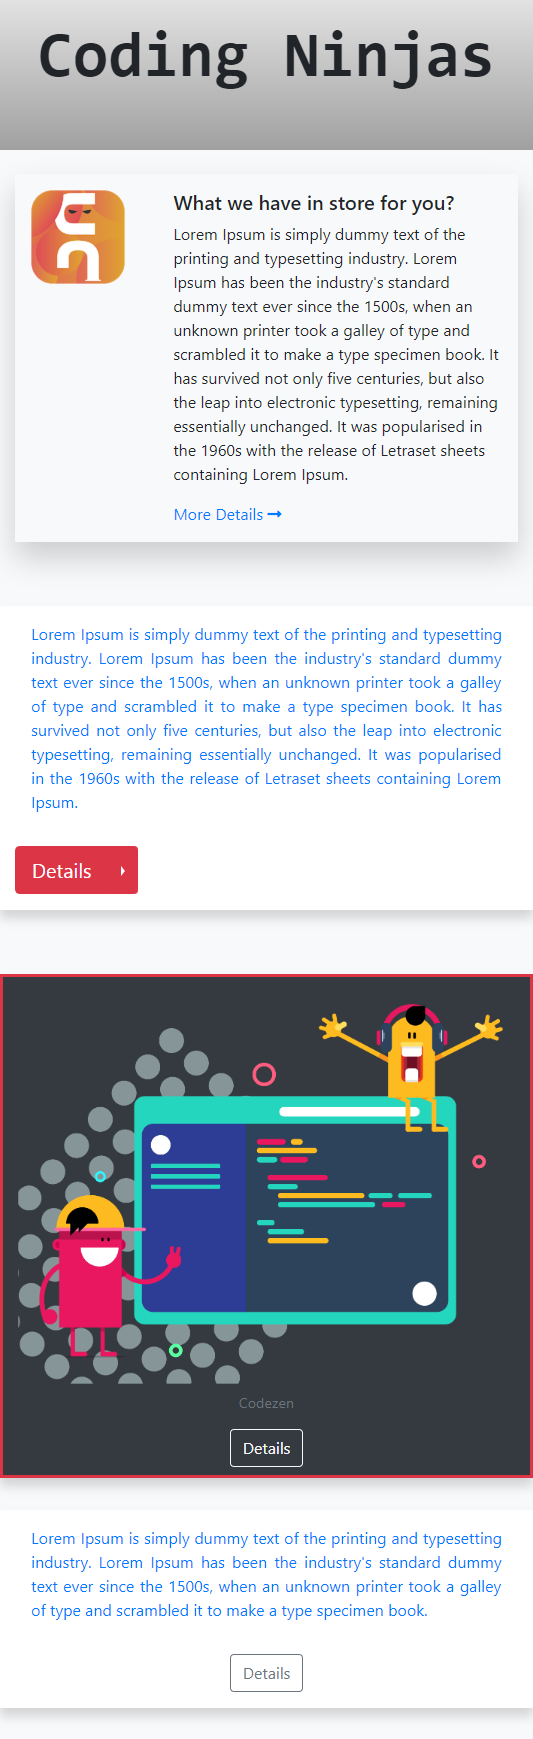 Coding Ninjas
What we have in store for you?
Lorem Ipsum is simply dummy text of the
printing and typesetting industry. Lorem
Ipsum has been the industry's standard
dummy text ever since the 1500s, when an
unknown printer took a galley of type and
scrambled it to make a type specimen book. It
has survived not only five centuries, but also
the leap into electronic typesetting, remaining
essentially unchanged. It was popularised in
the 1960s with the release of Letraset sheets
containing Lorem Ipsum.
More Details
Lorem Ipsum is simply dummy text of the printing and typesetting
industry. Lorem Ipsum has been the industry's standard dummy
text ever since the 1500s, when an unknown printer took a galley
of type and scrambled it to make a type specimen book. It has
survived not only five centuries, but also the leap into electronic
typesetting, remaining essentially unchanged. It was popularised
in the 1960s with the release of Letraset sheets containing Lorem
Ipsum.
Details
Codezen
Details
Lorem Ipsum is simply dummy text of the printing and typesetting
industry. Lorem Ipsum has been the industry's standard dummy
text ever since the 1500s, when an unknown printer took a galley
of type and scrambled it to make a type specimen book.
Details